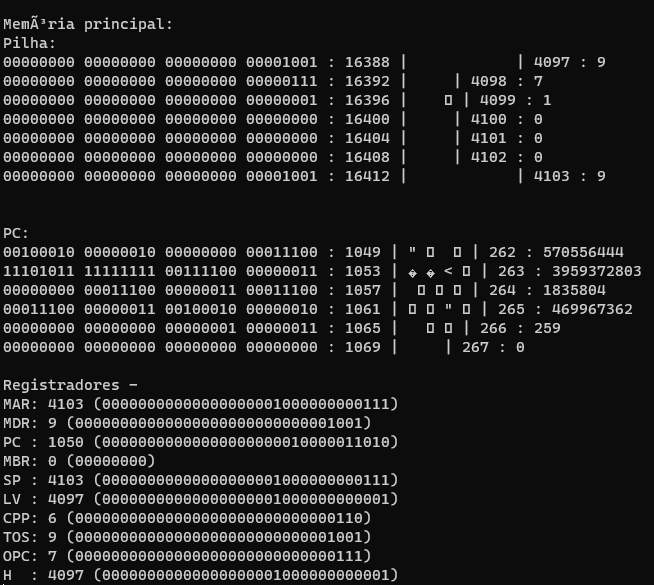 MemÃ³ria principal:
Pilha:
00000000 00000000 00000000 00001001 : 16388 | | 4097 : 9
00000000 00000000 00000000 00000111 : 16392 | | 4098 : 7
00000000 00000000 00000000 00000001 : 16396 | ▯ | 4099 : 1
00000000 00000000 00000000 00000000 : 16400 | | 4100 : 0
00000000 00000000 00000000 00000000 : 16404 | | 4101 : 0
00000000 00000000 00000000 00000000 : 16408 | | 4102 : 0
00000000 00000000 00000000 00001001 : 16412 | | 4103 : 9
PC:
00100010 00000010 00000000 00011100 : 1049 | " ▯ ▯ | 262 : 570556444
11101011 11111111 00111100 00000011 : 1053 | � � < ▯ | 263 : 3959372803
00000000 00011100 00000011 00011100 : 1057 | ▯ ▯ ▯ | 264 : 1835804
00011100 00000011 00100010 00000010 : 1061 | ▯ ▯ " ▯ | 265 : 469967362
00000000 00000000 00000001 00000011 : 1065 | ▯ ▯ | 266 : 259
00000000 00000000 00000000 00000000 : 1069 | | 267 : 0
Registradores -
MAR: 4103 (00000000000000000001000000000111)
MDR: 9 (00000000000000000000000000001001)
PC : 1050 (00000000000000000000010000011010)
MBR: 0 (00000000)
SP : 4103 (00000000000000000001000000000111)
LV : 4097 (00000000000000000001000000000001)
CPP: 6 (00000000000000000000000000000110)
TOS: 9 (00000000000000000000000000001001)
OPC: 7 (00000000000000000000000000000111)
H : 4097 (00000000000000000001000000000001)